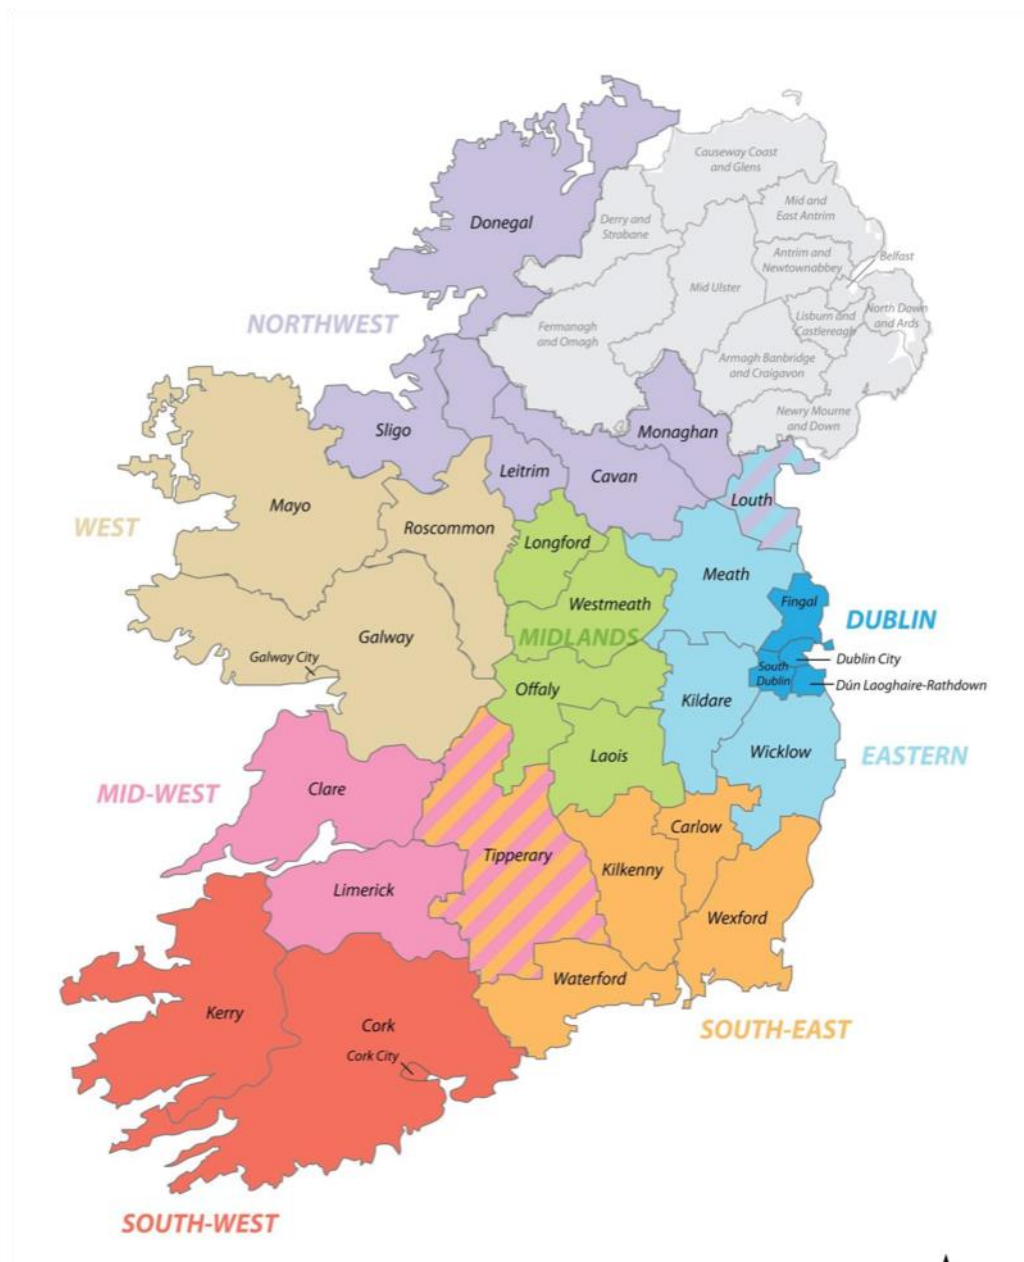 Causeway Coast
and Glens
Mid and
East Antrim
Derry and
Strabane
Donegal
Antrim and
Newtownabbey
Belfast
Mid Ulster
NORTHWEST
Fermanagh
and Omagh
Lisburn and
Castlereagh
North Down
and Ards
Armagh Banbridge
and Craigavon
Newry Mourne
and Down
Sligo
Monaghan
Leitrim
Cavan
Louth
Mayo
WEST
Roscommon
Longford
Meath
Westmeath
Fingal
DUBLIN
MIDLANDS
Galway
Galway City
Dublin City
South
Dublin
Dún Laoghaire-Rathdown
Offaly
Kildare
Laois
Wicklow
EASTERN
MID-WEST
Clare
Carlow
Tipperary
Kilkenny
Limerick
Wexford
Waterford
Kerry
Cork
SOUTH-EAST
Cork City
SOUTH-WEST